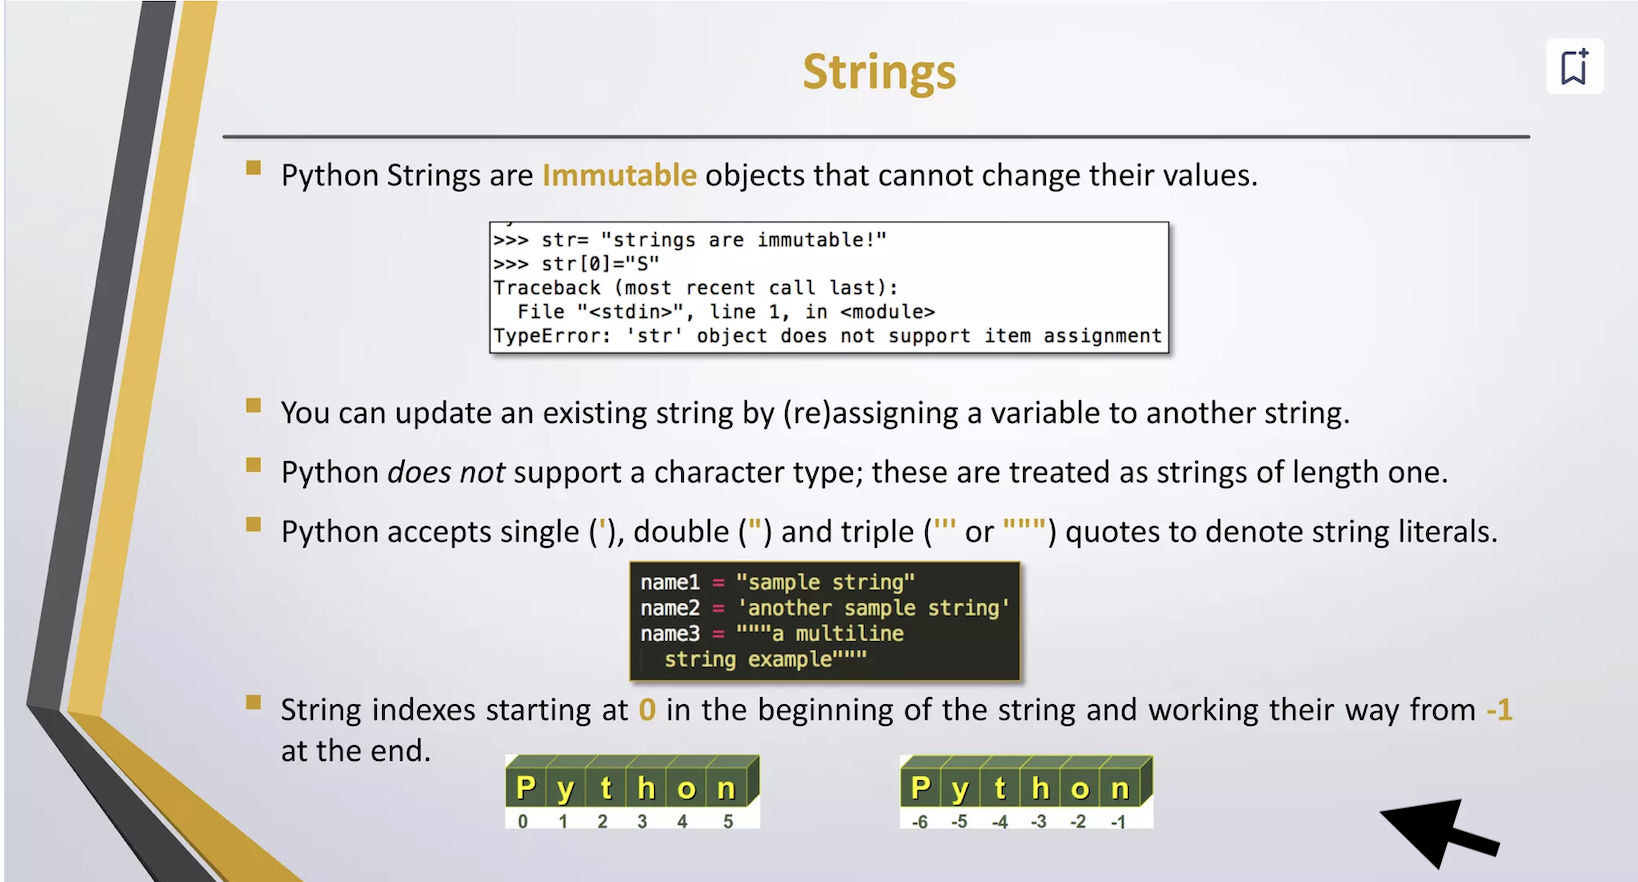 Strings
Python Strings are Immutable objects that cannot change their values.
>>> str= "strings are immutable!"
>>> str[0]="S"
Traceback (most recent call last):
  File "<stdin>", line 1, in <module>
TypeError: 'str' object does not support item assignment
You can update an existing string by (re)assigning a variable to another string.
Python does not support a character type; these are treated as strings of length one.
Python accepts single ('), double (") and triple (''' or """) quotes to denote string literals.
name1 = "sample string"
name2 = 'another sample string'
name3 = """a multiline
  string example"""
String indexes starting at 0 in the beginning of the string and working their way from -1
at the end.
P y t h o n
0 1 2 3 4 5
P y t h o n
-6 -5 -4 -3 -2 -1